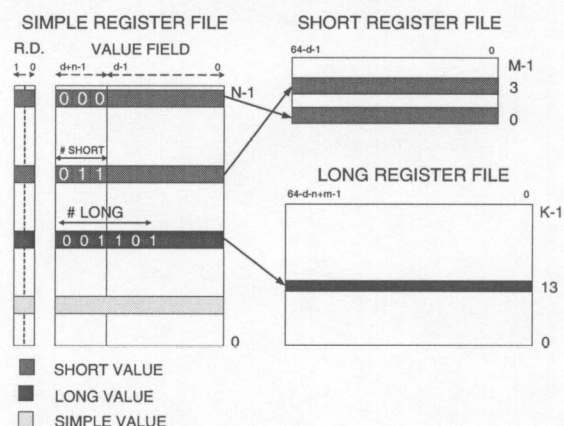 SIMPLE REGISTER FILE
SHORT REGISTER FILE
R.D.
VALUE FIELD
1 0
d+n-1
d-1
0
64-d-1
0
M-1
N-1
3
0 0 0
0
# SHORT
0 1 1
LONG REGISTER FILE
# LONG
64-d-n+m-1
0
K-1
0 0 1 1 0 1
13
0
0
SHORT VALUE
LONG VALUE
SIMPLE VALUE